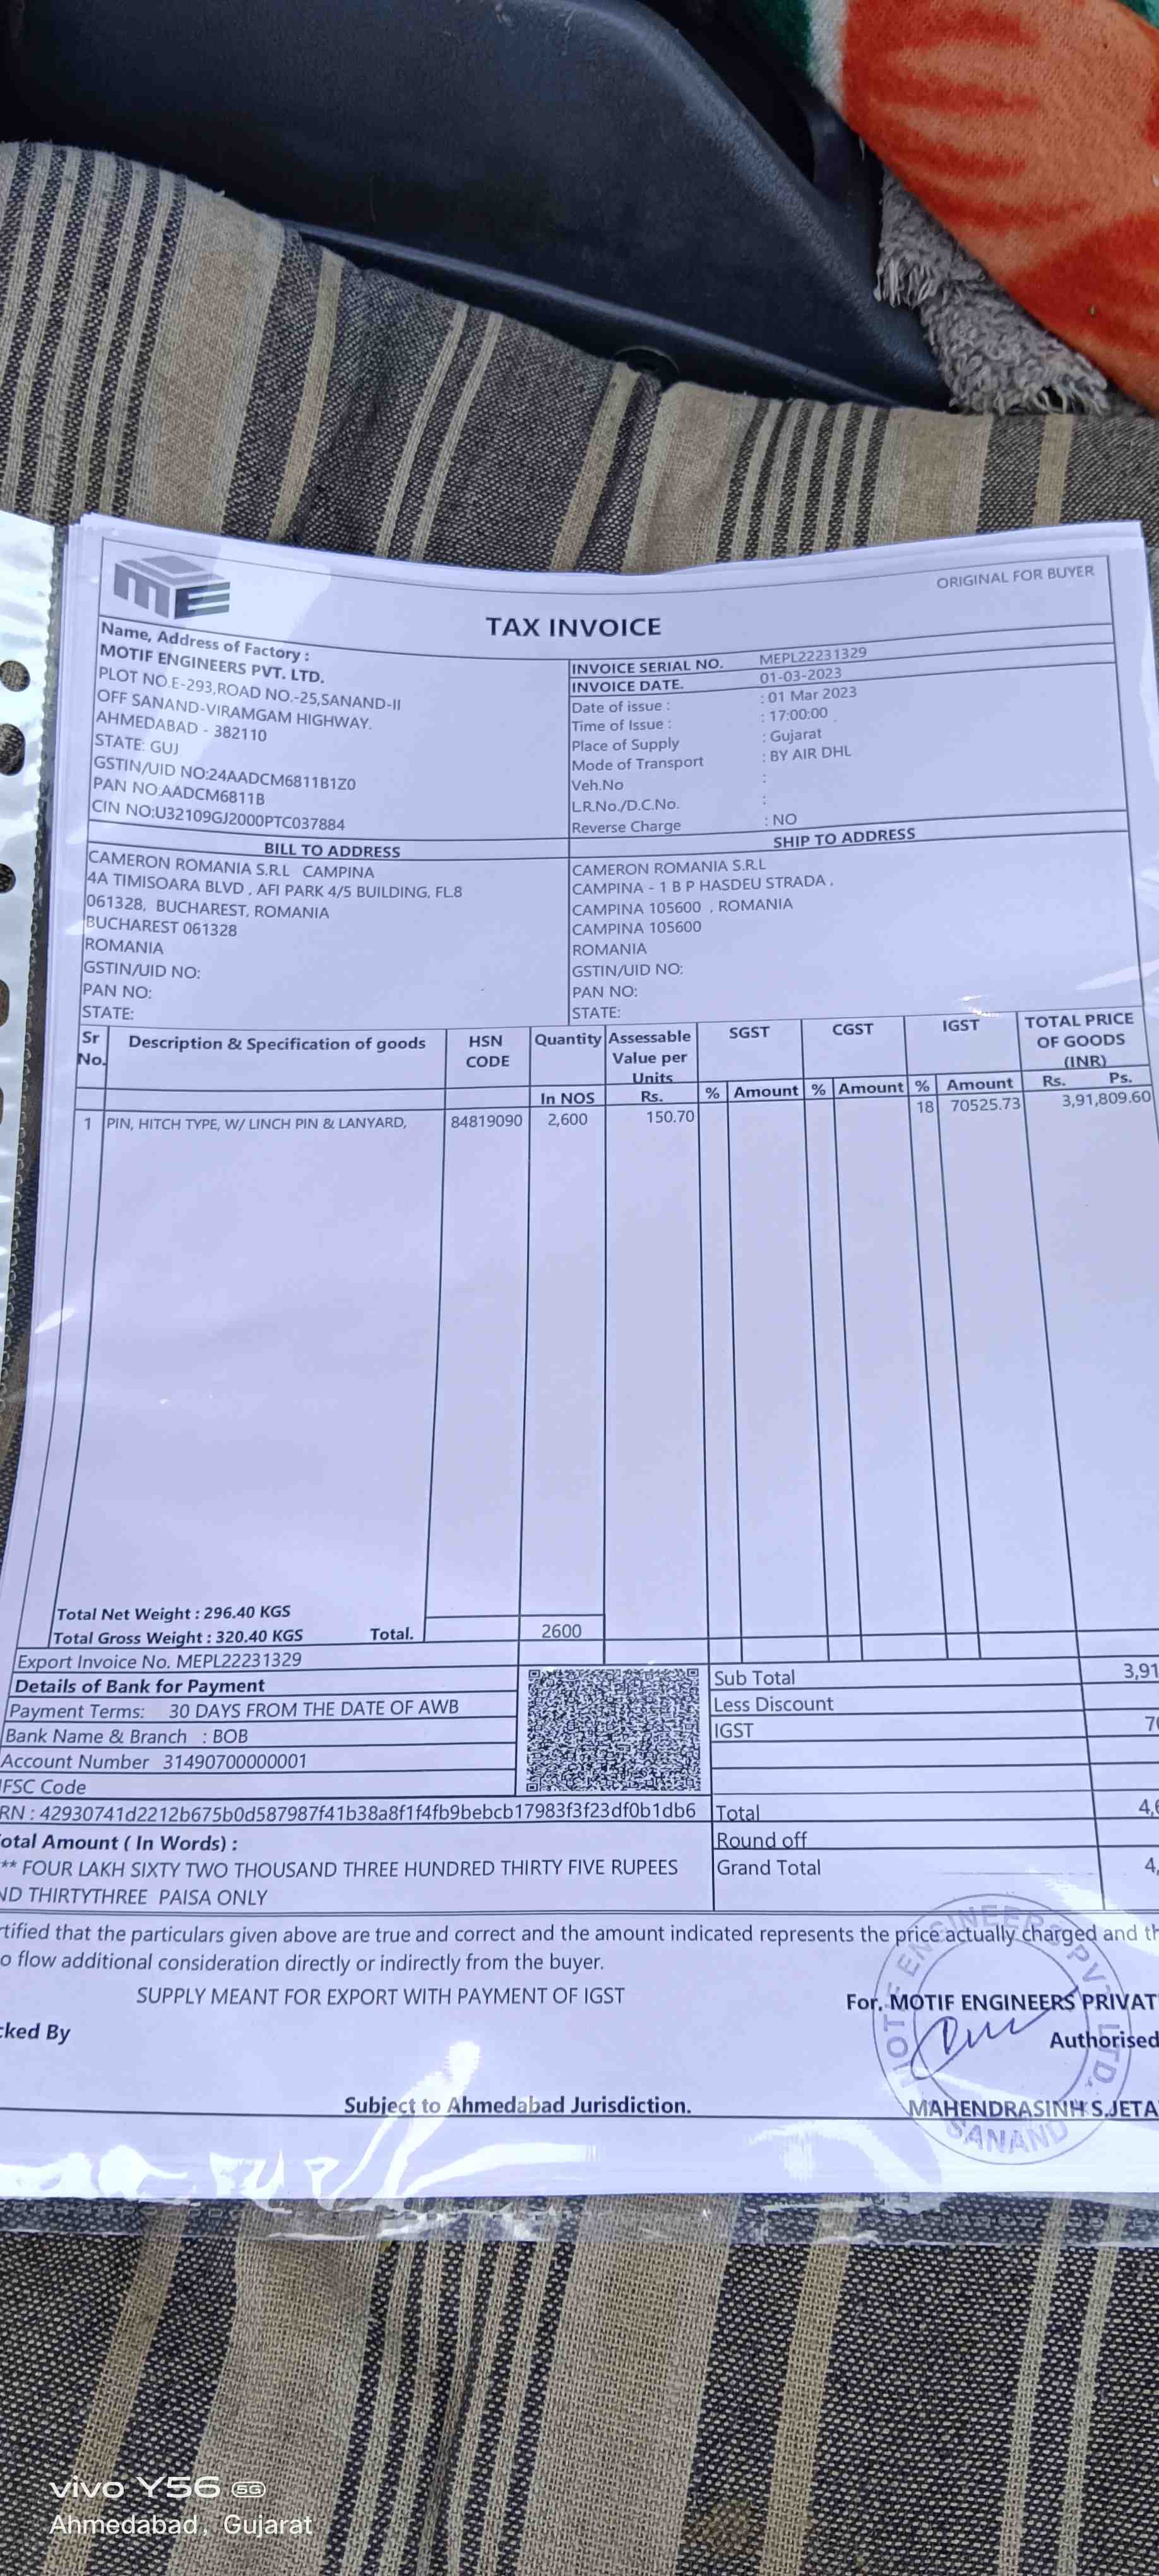 ORIGINAL FOR BUYER
ME
TAX INVOICE
Name, Address of Factory :
MOTIF ENGINEERS PVT. LTD.
PLOT NO.E-293,ROAD NO.-25,SANAND-II
OFF SANAND-VIRAMGAM HIGHWAY.
AHMEDABAD - 382110
STATE: GUJ
GSTIN/UID NO:24AADCM6811B1Z0
PAN NO.AADCM6811B
CIN NO:U32109GJ2000PTC037884
INVOICE SERIAL NO. MEPL22231329
INVOICE DATE. 01-03-2023
Date of issue : : 01 Mar 2023
Time of Issue : : 17:00:00
Place of Supply : Gujarat
Mode of Transport : BY AIR DHL
Veh.No :
L.R.No./D.C.No. :
Reverse Charge : NO
BILL TO ADDRESS
CAMERON ROMANIA S.R.L CAMPINA
4A TIMISOARA BLVD , AFI PARK 4/5 BUILDING, FL.8
061328, BUCHAREST, ROMANIA
BUCHAREST 061328
ROMANIA
GSTIN/UID NO:
PAN NO:
STATE:
SHIP TO ADDRESS
CAMERON ROMANIA S.R.L
CAMPINA - 1 B P HASDEU STRADA ,
CAMPINA 105600 , ROMANIA
CAMPINA 105600
ROMANIA
GSTIN/UID NO:
PAN NO:
STATE:
Sr No. Description & Specification of goods HSN CODE Quantity Assessable Value per Units SGST CGST IGST TOTAL PRICE OF GOODS (INR)
In NOS Rs. % Amount % Amount % Amount Rs. Ps.
1 PIN, HITCH TYPE, W/ LINCH PIN & LANYARD, 84819090 2,600 150.70 18 70525.73 3,91,809.60
Total Net Weight : 296.40 KGS
Total Gross Weight : 320.40 KGS Total. 2600
Export Invoice No. MEPL22231329
Details of Bank for Payment
Payment Terms: 30 DAYS FROM THE DATE OF AWB
Bank Name & Branch : BOB
Account Number 31490700000001
IFSC Code
RN : 42930741d2212b675b0d587987f41b38a8f1f4fb9bebcb17983f3f23df0b1db6
Sub Total 3,91
Less Discount
IGST 70
Total 4,6
Round off
Grand Total 4,
otal Amount ( In Words) :
** FOUR LAKH SIXTY TWO THOUSAND THREE HUNDRED THIRTY FIVE RUPEES
ND THIRTYTHREE PAISA ONLY
rtified that the particulars given above are true and correct and the amount indicated represents the price actually charged and th
o flow additional consideration directly or indirectly from the buyer.
SUPPLY MEANT FOR EXPORT WITH PAYMENT OF IGST
For, MOTIF ENGINEERS PRIVAT
cked By
Authorised
MOTIF ENGINEERS PVT. LTD.
SANAND
Subject to Ahmedabad Jurisdiction.
MAHENDRASINH S.JETA
vivo Y56 5G
Ahmedabad, Gujarat